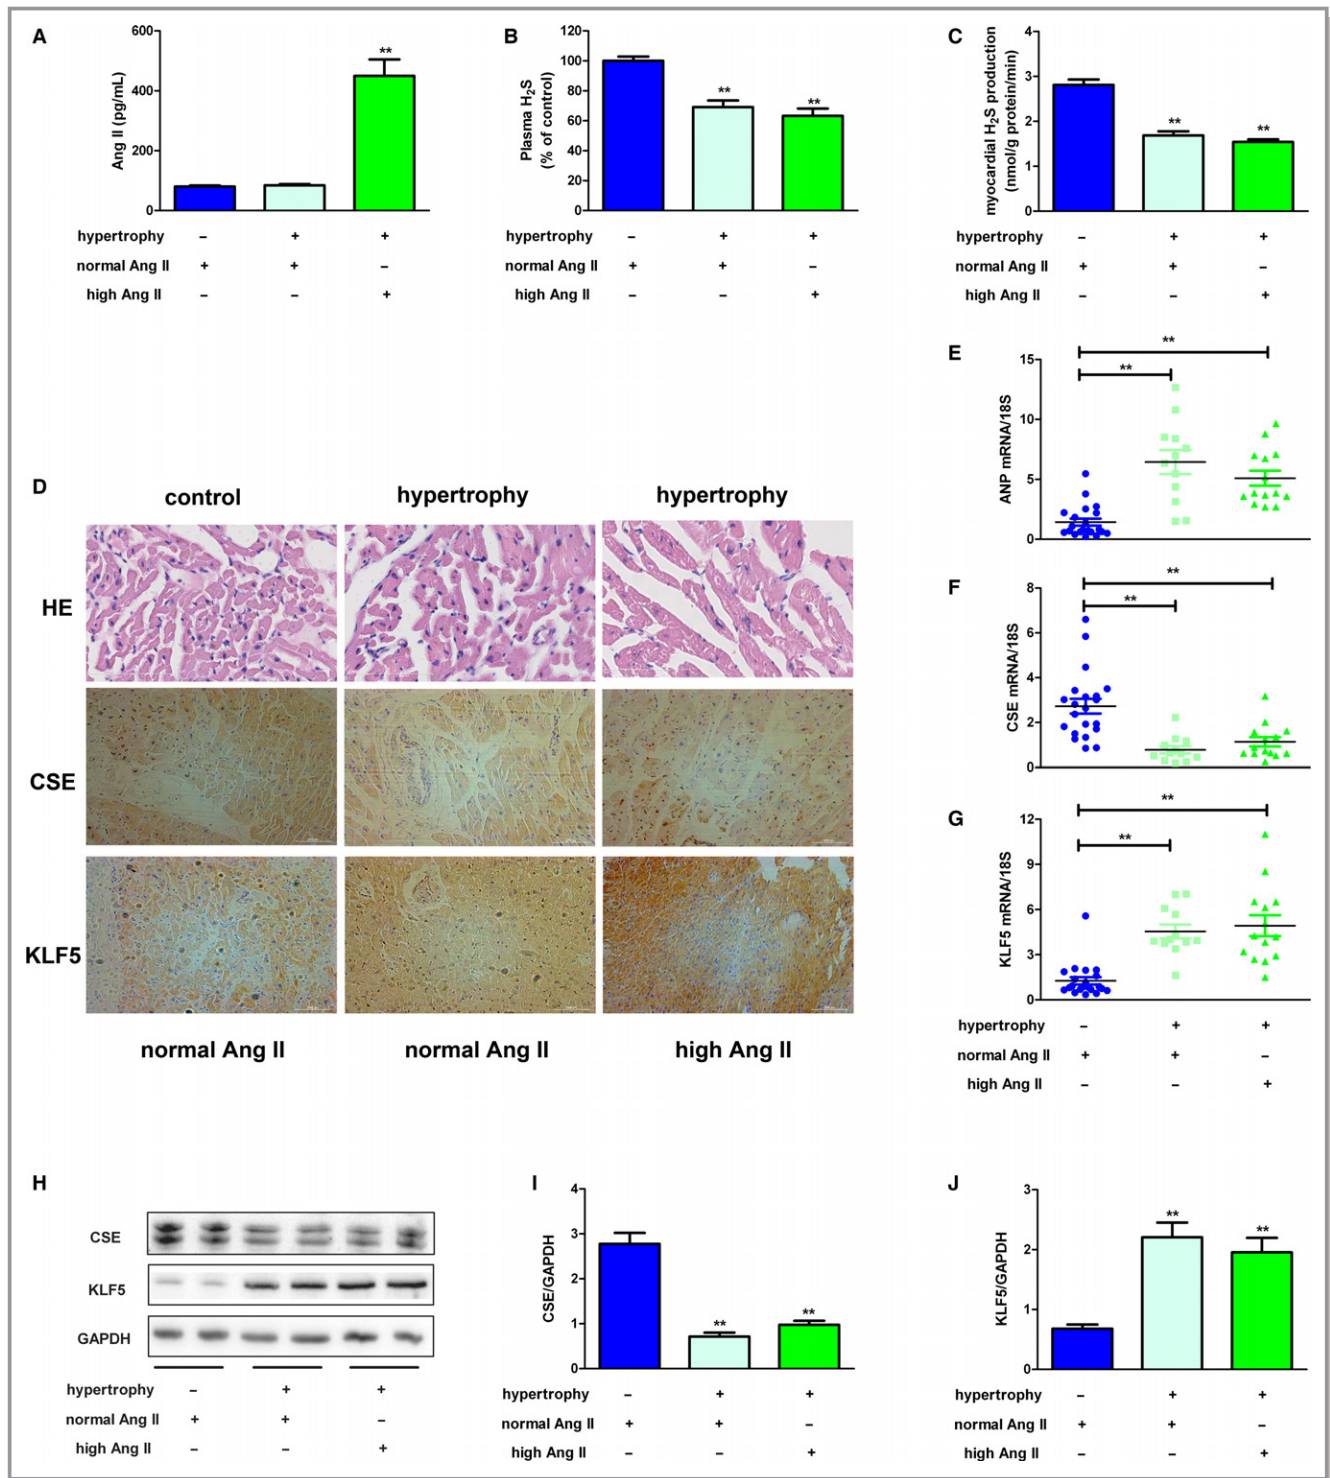 A
600
400
200
0
Ang II (pg/mL)
**
hypertrophy – + +
normal Ang II + + –
high Ang II – – +
B
120
100
80
60
40
20
0
Plasma H2S
(% of control)
** **
hypertrophy – + +
normal Ang II + + –
high Ang II – – +
C
4
3
2
1
0
myocardial H2S production
(nmol/g protein/min)
** **
hypertrophy – + +
normal Ang II + + –
high Ang II – – +
D
control hypertrophy hypertrophy
HE
CSE
KLF5
normal Ang II normal Ang II high Ang II
E
15
10
5
0
ANP mRNA/18S
**
**
F
8
6
4
2
0
CSE mRNA/18S
**
**
G
12
9
6
3
0
KLF5 mRNA/18S
**
**
hypertrophy – + +
normal Ang II + + –
high Ang II – – +
H
CSE
KLF5
GAPDH
hypertrophy – + +
normal Ang II + + –
high Ang II – – +
I
4
3
2
1
0
CSE/GAPDH
** **
hypertrophy – + +
normal Ang II + + –
high Ang II – – +
J
3
2
1
0
KLF5/GAPDH
** **
hypertrophy – + +
normal Ang II + + –
high Ang II – – +